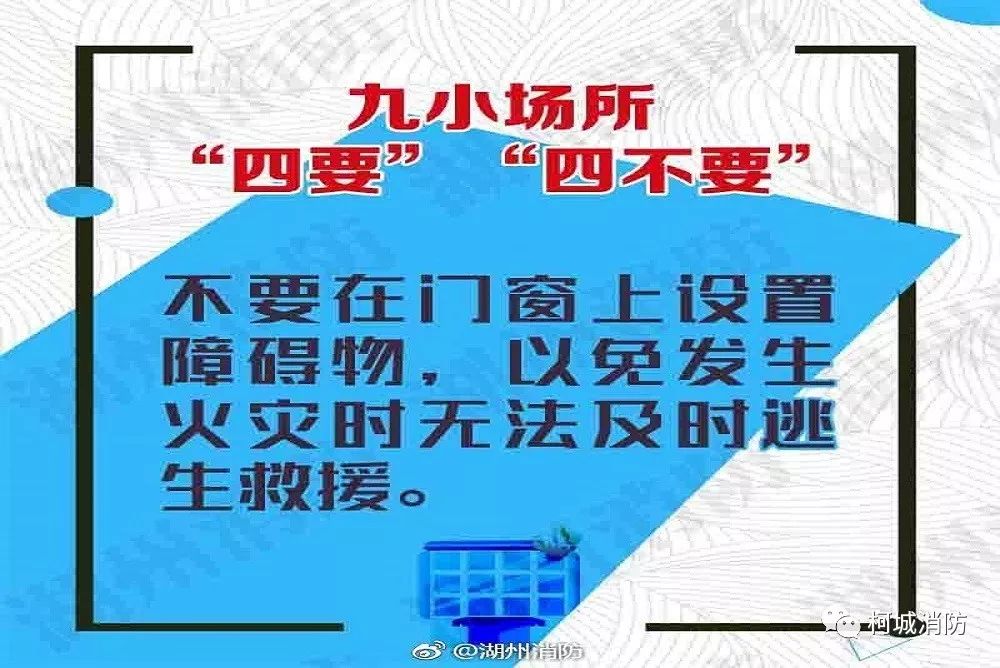 九小场所
“四要” “四不要”
不要在门窗上设置
障碍物，以免发生
火灾时无法及时逃
生救援。
柯城消防
@湖州消防